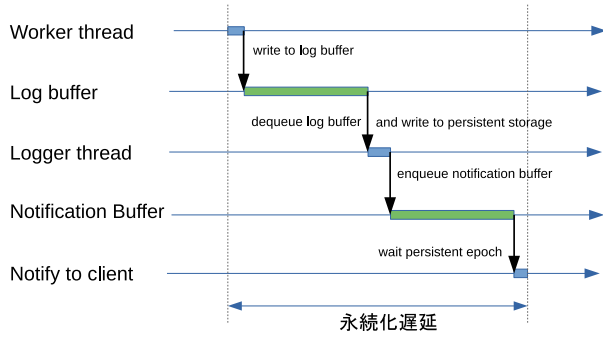 Worker thread
write to log buffer
Log buffer
dequeue log buffer
and write to persistent storage
Logger thread
enqueue notification buffer
Notification Buffer
wait persistent epoch
Notify to client
永続化遅延